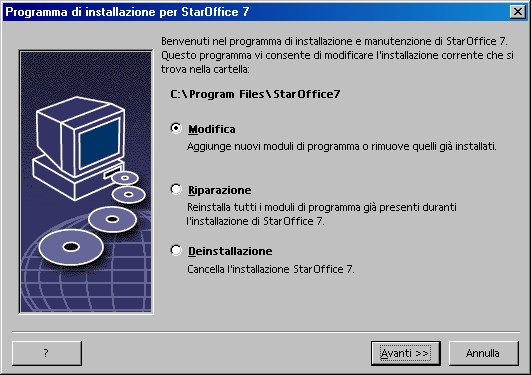 Programma di installazione per StarOffice 7
Benvenuti nel programma di installazione e manutenzione di StarOffice 7.
Questo programma vi consente di modificare l'installazione corrente che si
trova nella cartella:
C:\Program Files\StarOffice7
Modifica
Aggiunge nuovi moduli di programma o rimuove quelli già installati.
Riparazione
Reinstalla tutti i moduli di programma già presenti duranti
l'installazione di StarOffice 7.
Deinstallazione
Cancella l'installazione StarOffice 7.
?
Avanti >>
Annulla